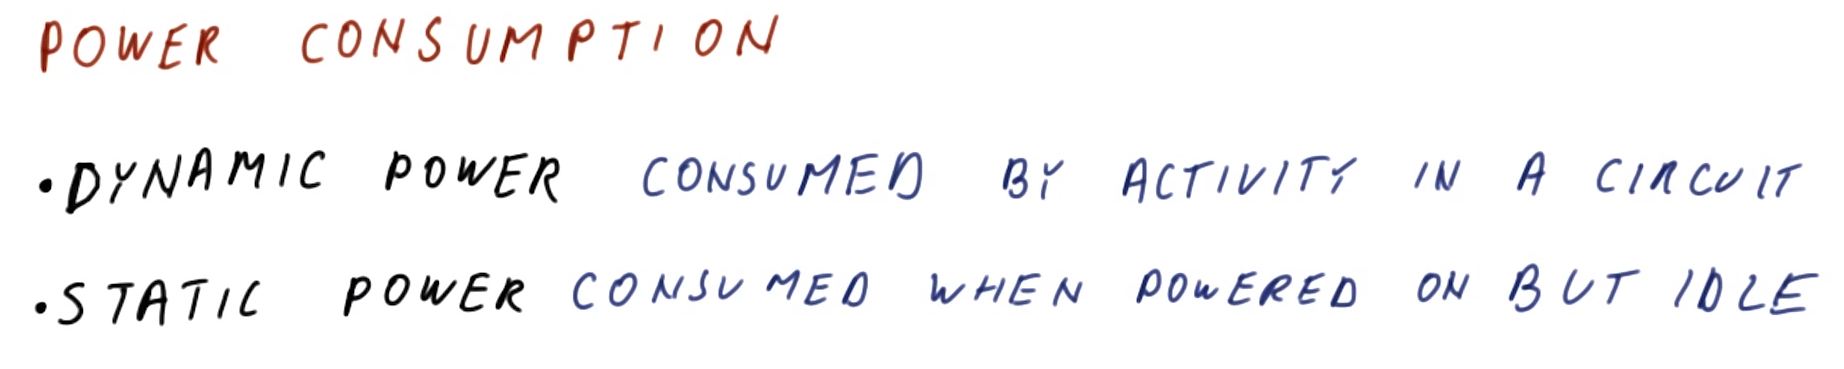 POWER CONSUMPTION
•DYNAMIC POWER CONSUMED BY ACTIVITY IN A CIRCUIT
•STATIC POWER CONSUMED WHEN POWERED ON BUT IDLE